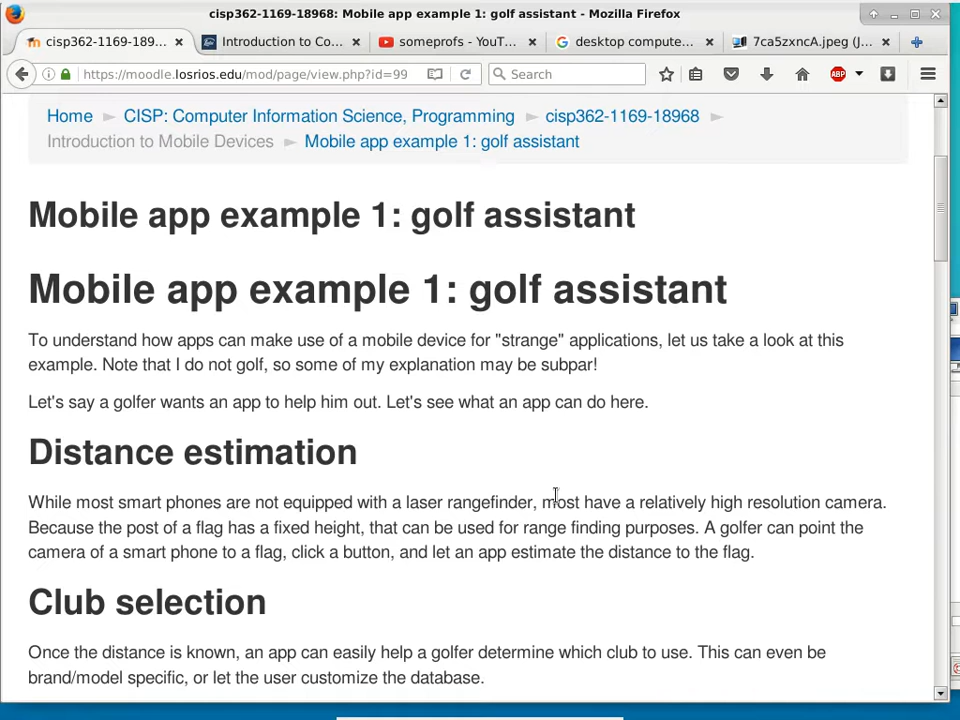 cisp362-1169-18968: Mobile app example 1: golf assistant - Mozilla Firefox
cisp362-1169-189... × Introduction to Co... × someprofs - YouT... × desktop compute... × 7ca5zxncA.jpeg (J... ×
https://moodle.losrios.edu/mod/page/view.php?id=99 Search ABP
Home ► CISP: Computer Information Science, Programming ► cisp362-1169-18968 ►
Introduction to Mobile Devices ► Mobile app example 1: golf assistant
Mobile app example 1: golf assistant
Mobile app example 1: golf assistant
To understand how apps can make use of a mobile device for "strange" applications, let us take a look at this
example. Note that I do not golf, so some of my explanation may be subpar!
Let's say a golfer wants an app to help him out. Let's see what an app can do here.
Distance estimation
While most smart phones are not equipped with a laser rangefinder, most have a relatively high resolution camera.
Because the post of a flag has a fixed height, that can be used for range finding purposes. A golfer can point the
camera of a smart phone to a flag, click a button, and let an app estimate the distance to the flag.
Club selection
Once the distance is known, an app can easily help a golfer determine which club to use. This can even be
brand/model specific, or let the user customize the database.